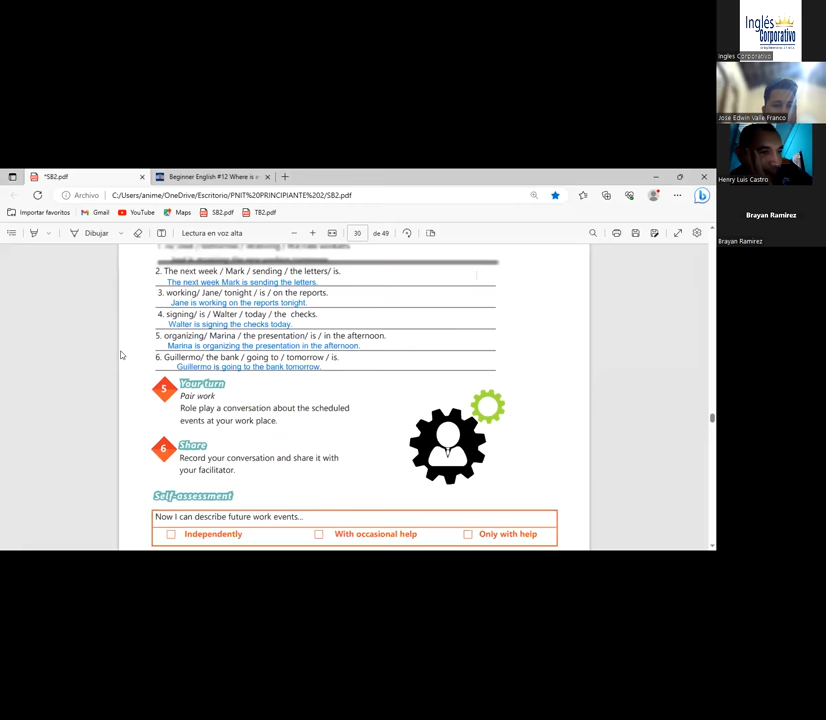 Inglés
Corporativo
Ingles Corporativo
Jose Edwin Valle Franco
Henry Luis Castro
Brayan Ramirez
Brayan Ramirez
*SB2.pdf
Beginner English #12 Where is e
Archivo
C:/Users/anime/OneDrive/Escritorio/PNIT%20PRINCIPIANTE%202/SB2.pdf
Importar favoritos
Gmail
YouTube
Maps
SB2.pdf
TB2.pdf
Dibujar
Lectura en voz alta
30
de 49
2. The next week / Mark / sending / the letters/ is.
The next week Mark is sending the letters.
3. working/ Jane/ tonight / is / on the reports.
Jane is working on the reports tonight.
4. signing/ is / Walter / today / the checks.
Walter is signing the checks today.
5. organizing/ Marina / the presentation/ is / in the afternoon.
Marina is organizing the presentation in the afternoon.
6. Guillermo/ the bank / going to / tomorrow / is.
Guillermo is going to the bank tomorrow.
5
Your turn
Pair work
Role play a conversation about the scheduled
events at your work place.
6
Share
Record your conversation and share it with
your facilitator.
Self-assessment
Now I can describe future work events...
Independently
With occasional help
Only with help